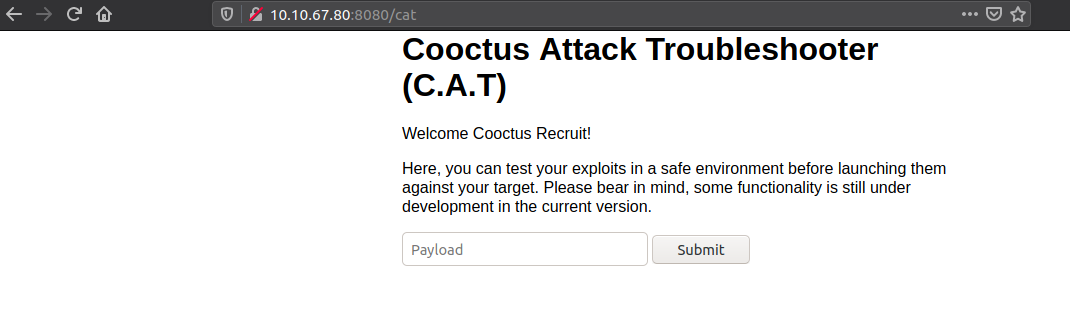 10.10.67.80:8080/cat
Cooctus Attack Troubleshooter
(C.A.T)
Welcome Cooctus Recruit!
Here, you can test your exploits in a safe environment before launching them
against your target. Please bear in mind, some functionality is still under
development in the current version.
Payload Submit